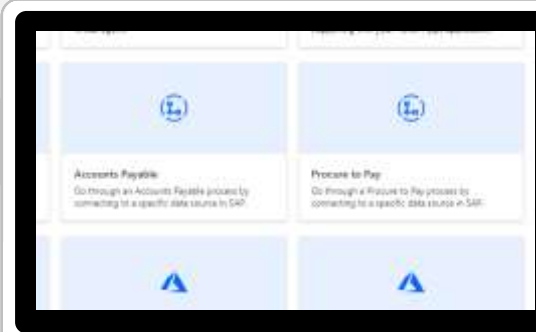 Accounts Payable
Go through an Accounts Payable process by
connecting to a specific data source in SAP.
Procure to Pay
Go through a Procure to Pay process by
connecting to a specific data source in SAP.